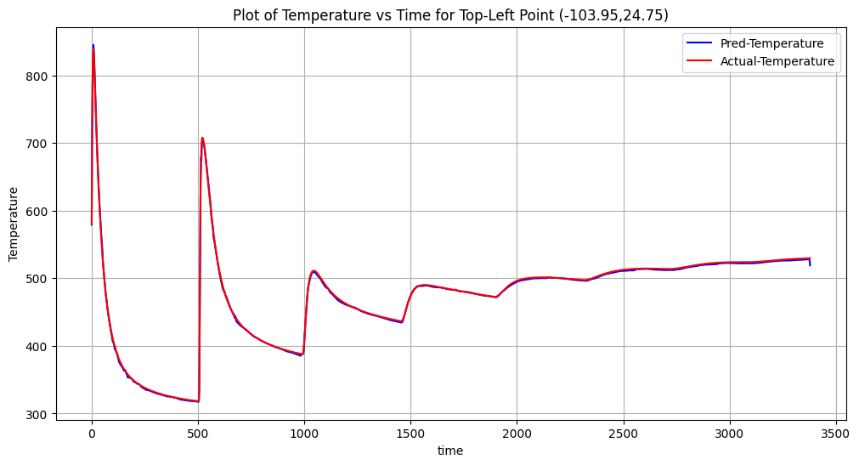 Plot of Temperature vs Time for Top-Left Point (-103.95,24.75)
Pred-Temperature
Actual-Temperature
Temperature
800
700
600
500
400
300
0
500
1000
1500
2000
2500
3000
3500
time